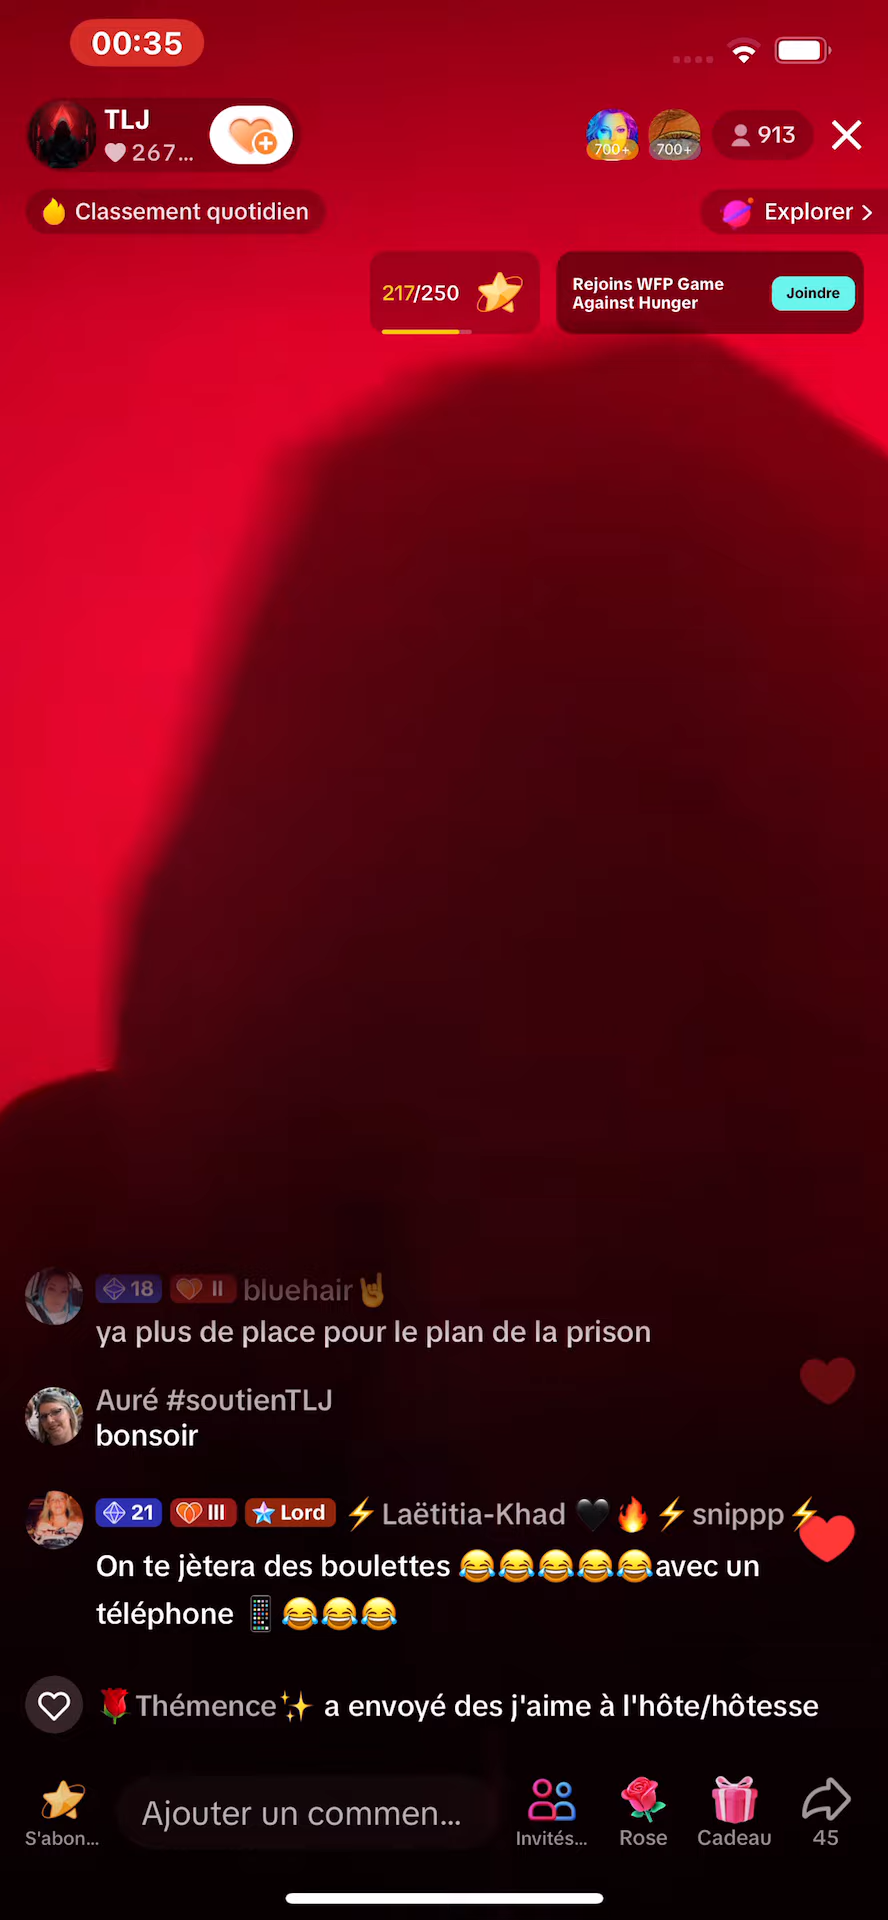 00:35
TLJ
267...
700+
700+
913
Classement quotidien
Explorer
217/250
Rejoins WFP Game
Against Hunger
Joindre
18 II bluehair🤘
ya plus de place pour le plan de la prison
Auré #soutienTLJ
bonsoir
21 III Lord ⚡Laëtitia-Khad 🖤🔥⚡snippp⚡
On te jètera des boulettes 😂😂😂😂😂avec un
téléphone 📱😂😂😂
🌹Thémence✨ a envoyé des j'aime à l'hôte/hôtesse
S'abon...
Ajouter un commen...
Invités...
Rose
Cadeau
45